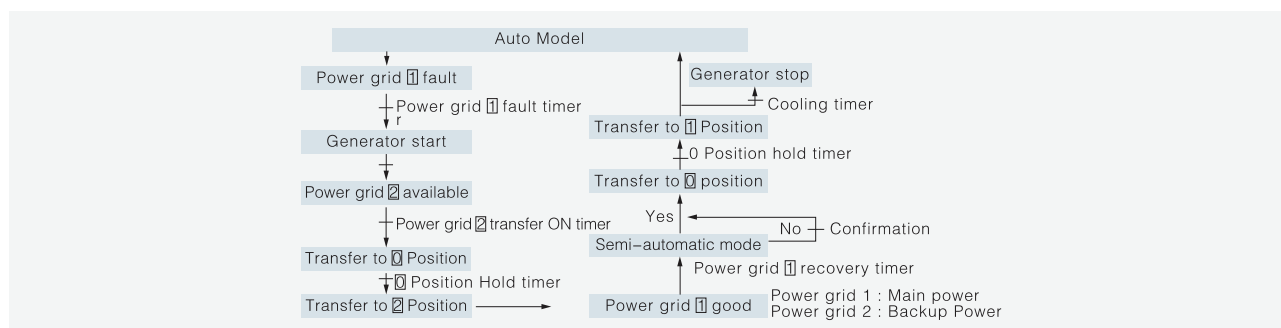 Auto Model
Power grid 1 fault
Power grid 1 fault timer
r
Generator start
Power grid 2 available
Power grid 2 transfer ON timer
Transfer to 0 Position
0 Position Hold timer
Transfer to 2 Position
Generator stop
Cooling timer
Transfer to 1 Position
0 Position hold timer
Transfer to 0 position
Yes
No
Confirmation
Semi-automatic mode
Power grid 1 recovery timer
Power grid 1 good
Power grid 1 : Main power
Power grid 2 : Backup Power